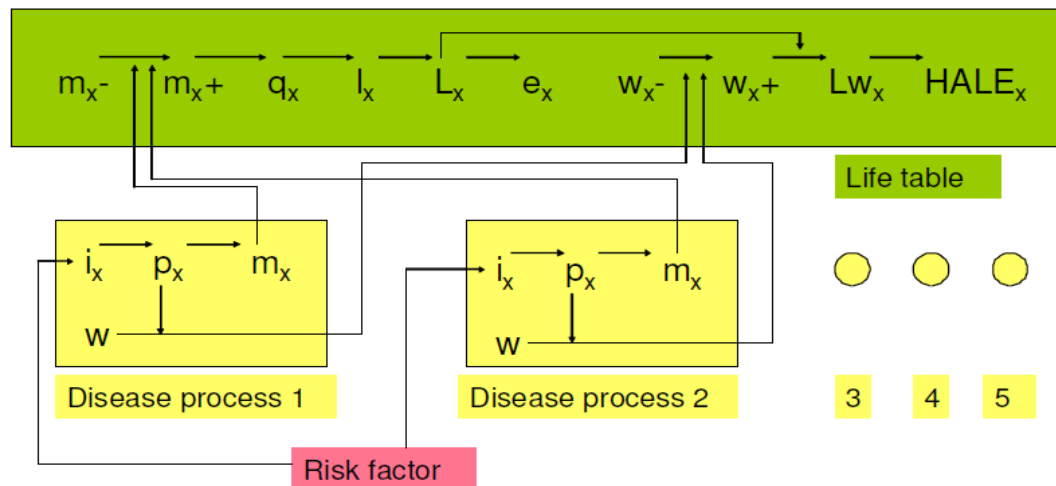 mx- mx+ qx lx Lx ex wx- wx+ Lwx HALEx
Life table
ix px mx
w
ix px mx
w
Disease process 1
Disease process 2
3 4 5
Risk factor